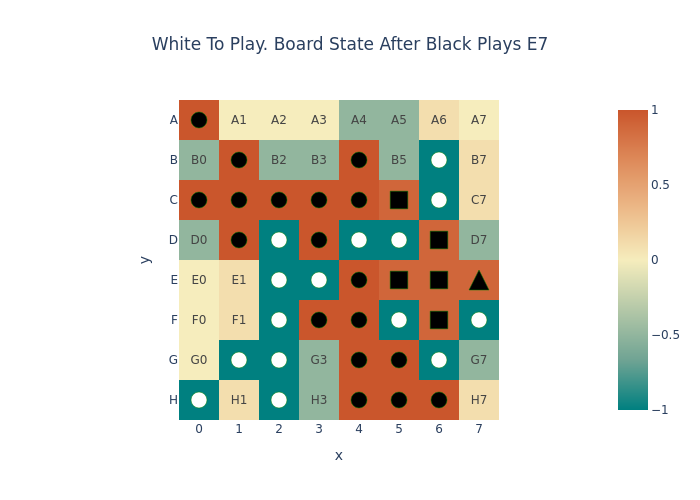 White To Play. Board State After Black Plays E7
A A1 A2 A3 A4 A5 A6 A7
B B0 B2 B3 B5 B7
C C7
D D0 D7
E E0 E1
F F0 F1
G G0 G3 G7
H H1 H3 H7
0 1 2 3 4 5 6 7
x
y
1
0.5
0
−0.5
−1